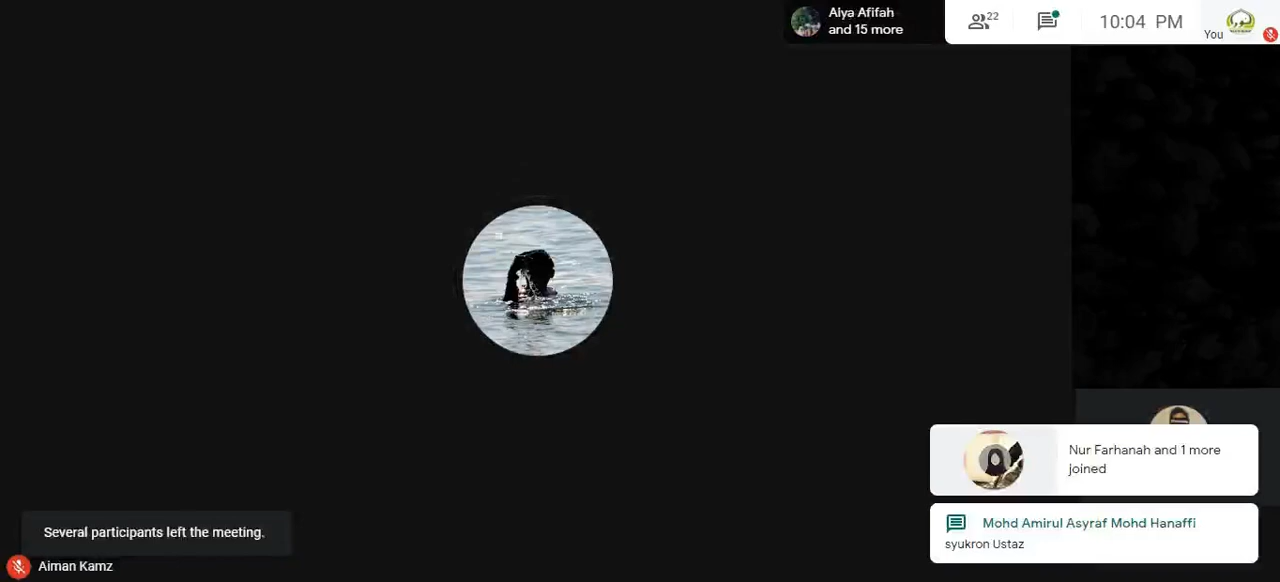 Aiya Afifah
and 15 more
22
10:04 PM
You
Nur Farhanah and 1 more
joined
Mohd Amirul Asyraf Mohd Hanaffi
syukron Ustaz
Several participants left the meeting.
Aiman Kamz